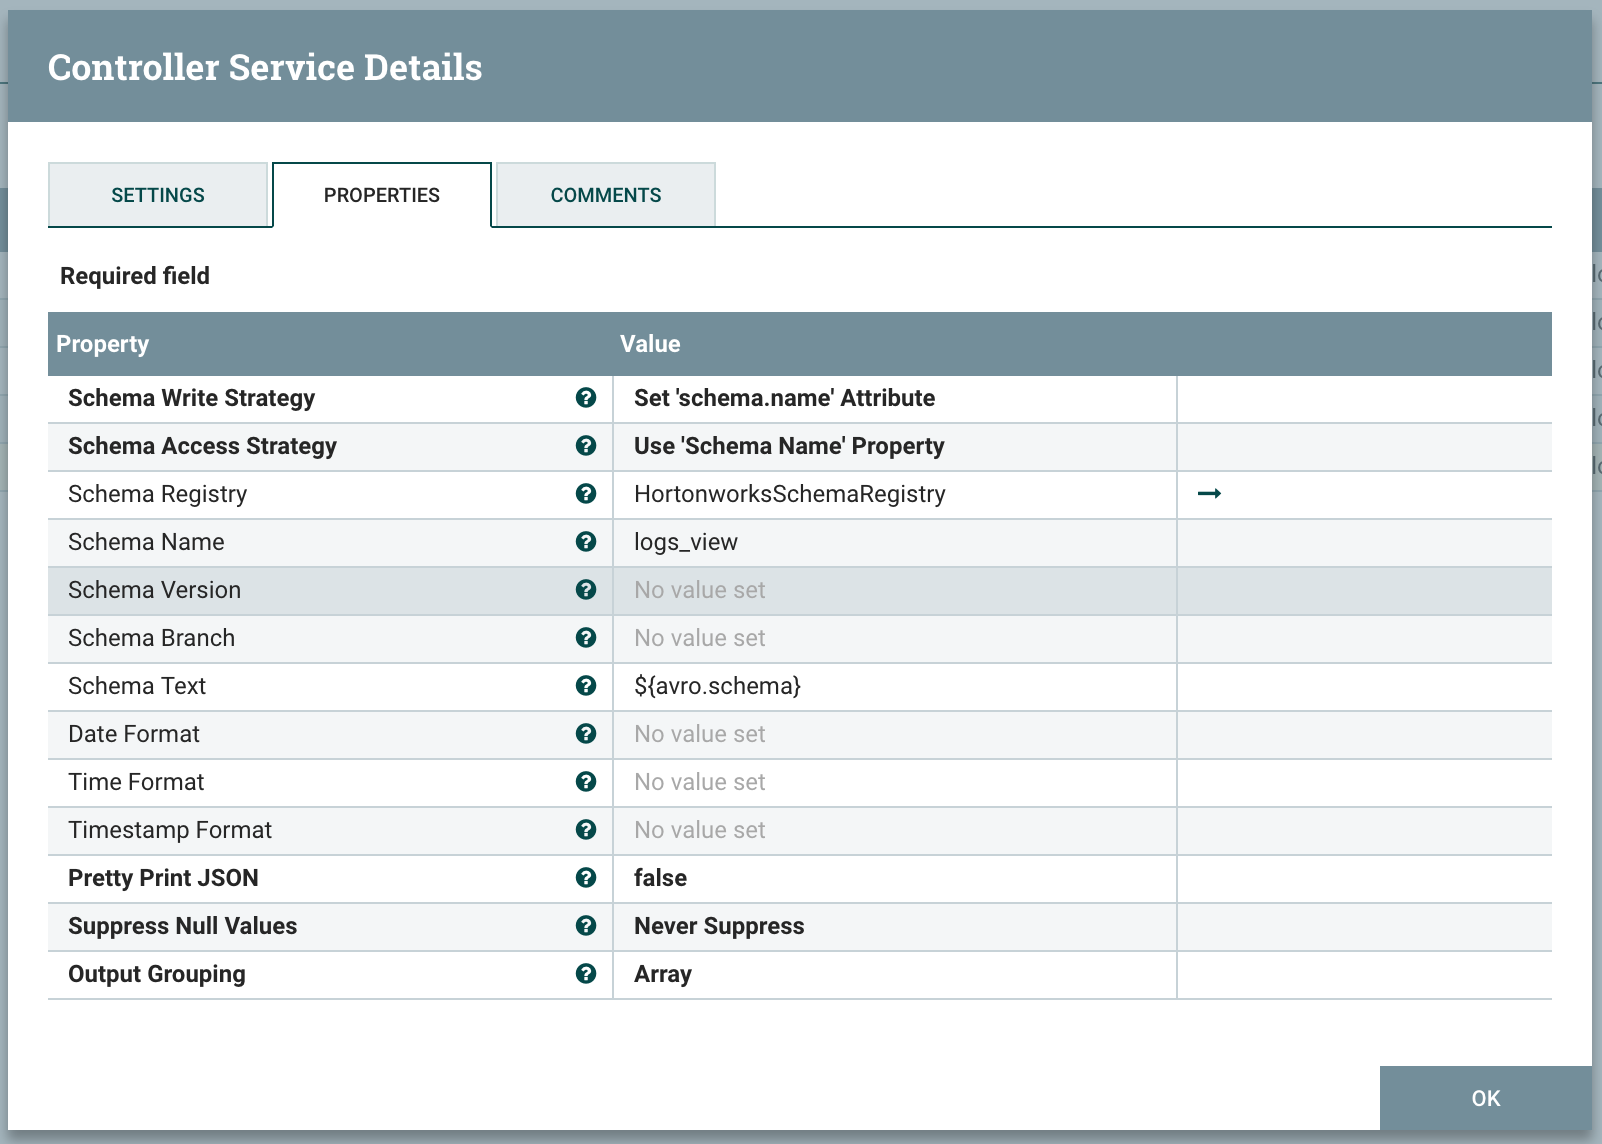 Controller Service Details
SETTINGS PROPERTIES COMMENTS
Required field
Property Value
Schema Write Strategy ? Set 'schema.name' Attribute
Schema Access Strategy ? Use 'Schema Name' Property
Schema Registry ? HortonworksSchemaRegistry →
Schema Name ? logs_view
Schema Version ? No value set
Schema Branch ? No value set
Schema Text ? ${avro.schema}
Date Format ? No value set
Time Format ? No value set
Timestamp Format ? No value set
Pretty Print JSON ? false
Suppress Null Values ? Never Suppress
Output Grouping ? Array
OK